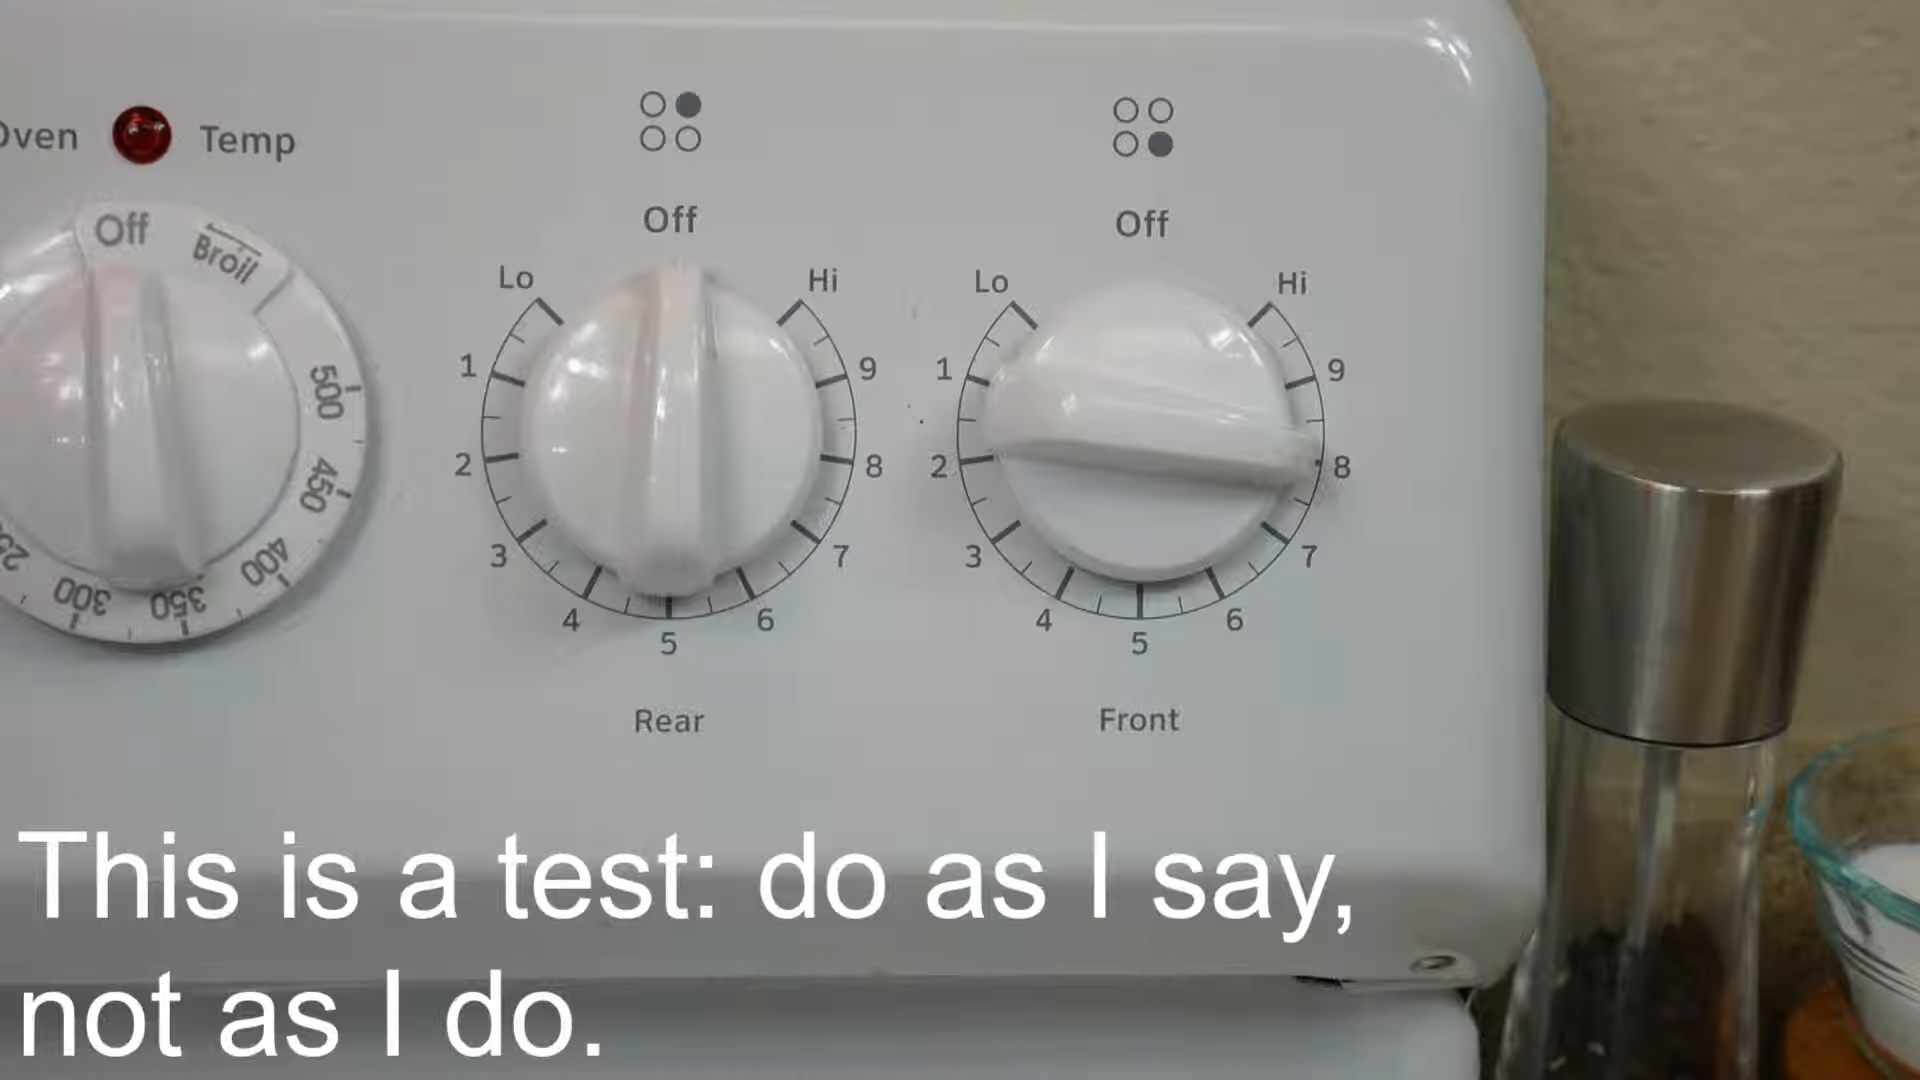 Oven Temp
Off
Broil
500
450
400
350
300
Off
Lo
Hi
1
2
3
4
5
6
7
8
9
Rear
Off
Lo
Hi
1
2
3
4
5
6
7
8
9
Front
This is a test: do as I say,
not as I do.